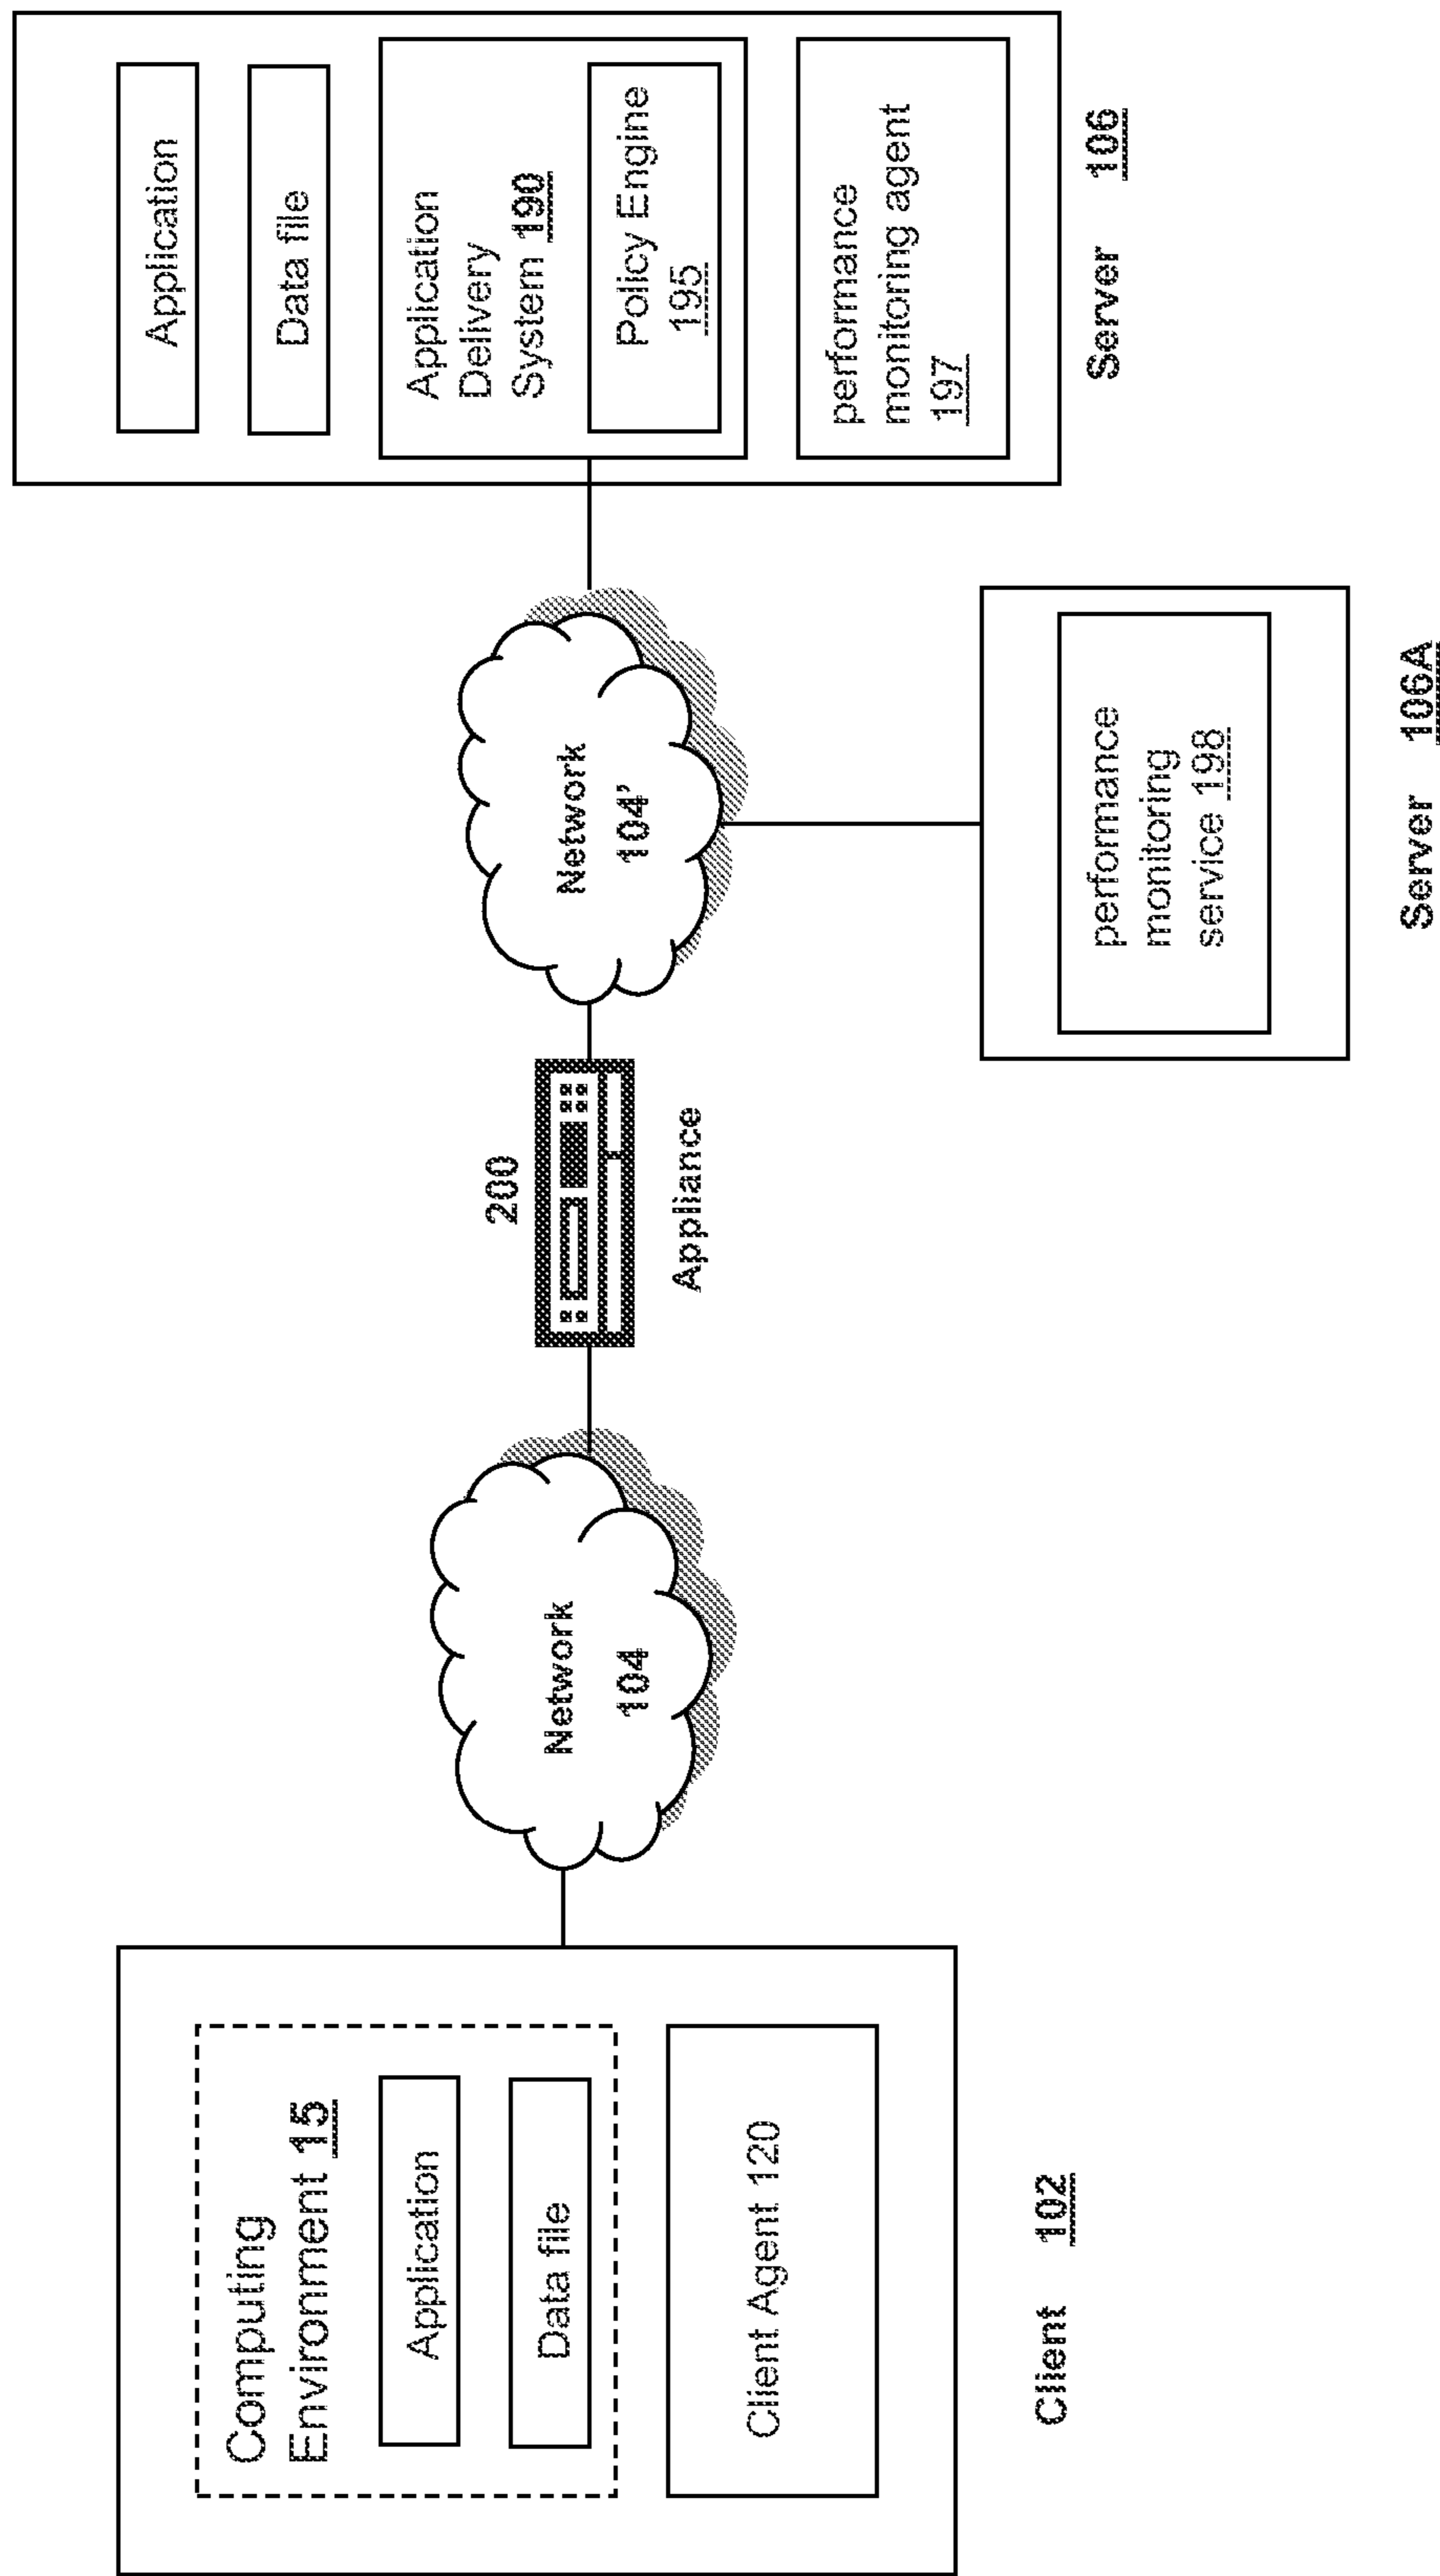 Computing
Environment 15
Application
Data file
Client Agent 120
Client 102
Network
104
200
Appliance
Network
104’
performance
monitoring
service 198
Server 106A
Application
Data file
Application
Delivery
System 190
Policy Engine
195
performance
monitoring agent
197
Server 106